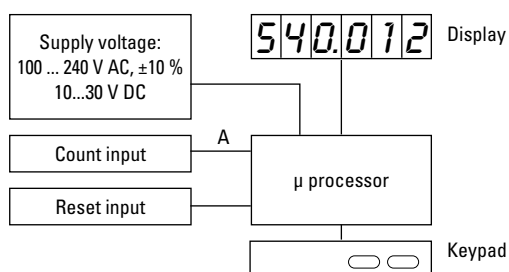 Supply voltage:
100 ... 240 V AC, ±10 %
10...30 V DC
540.012
Display
Count input
A
Reset input
µ processor
Keypad